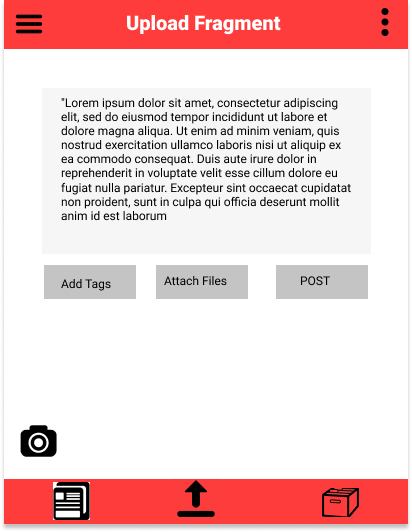 Upload Fragment
"Lorem ipsum dolor sit amet, consectetur adipiscing
elit, sed do eiusmod tempor incididunt ut labore et
dolore magna aliqua. Ut enim ad minim veniam, quis
nostrud exercitation ullamco laboris nisi ut aliquip ex
ea commodo consequat. Duis aute irure dolor in
reprehenderit in voluptate velit esse cillum dolore eu
fugiat nulla pariatur. Excepteur sint occaecat cupidatat
non proident, sunt in culpa qui officia deserunt mollit
anim id est laborum
Add Tags
Attach Files
POST